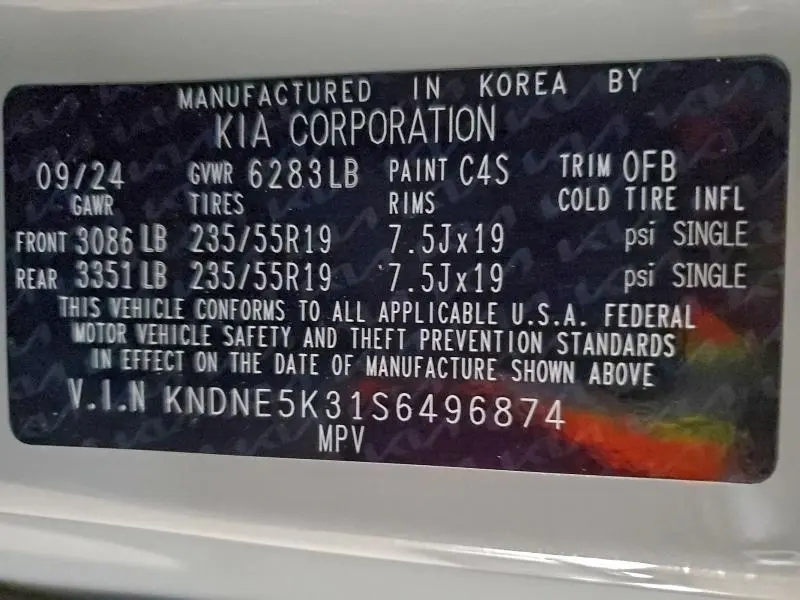 MANUFACTURED IN KOREA BY
KIA CORPORATION
09/24 GVWR 6283LB PAINT C4S TRIM OFB
GAWR TIRES RIMS COLD TIRE INFL
FRONT 3086 LB 235/55R19 7.5Jx19 psi SINGLE
REAR 3351 LB 235/55R19 7.5Jx19 psi SINGLE
THIS VEHICLE CONFORMS TO ALL APPLICABLE U.S.A. FEDERAL
MOTOR VEHICLE SAFETY AND THEFT PREVENTION STANDARDS
IN EFFECT ON THE DATE OF MANUFACTURE SHOWN ABOVE
V.I.N KNDNE5K31S6496874
MPV